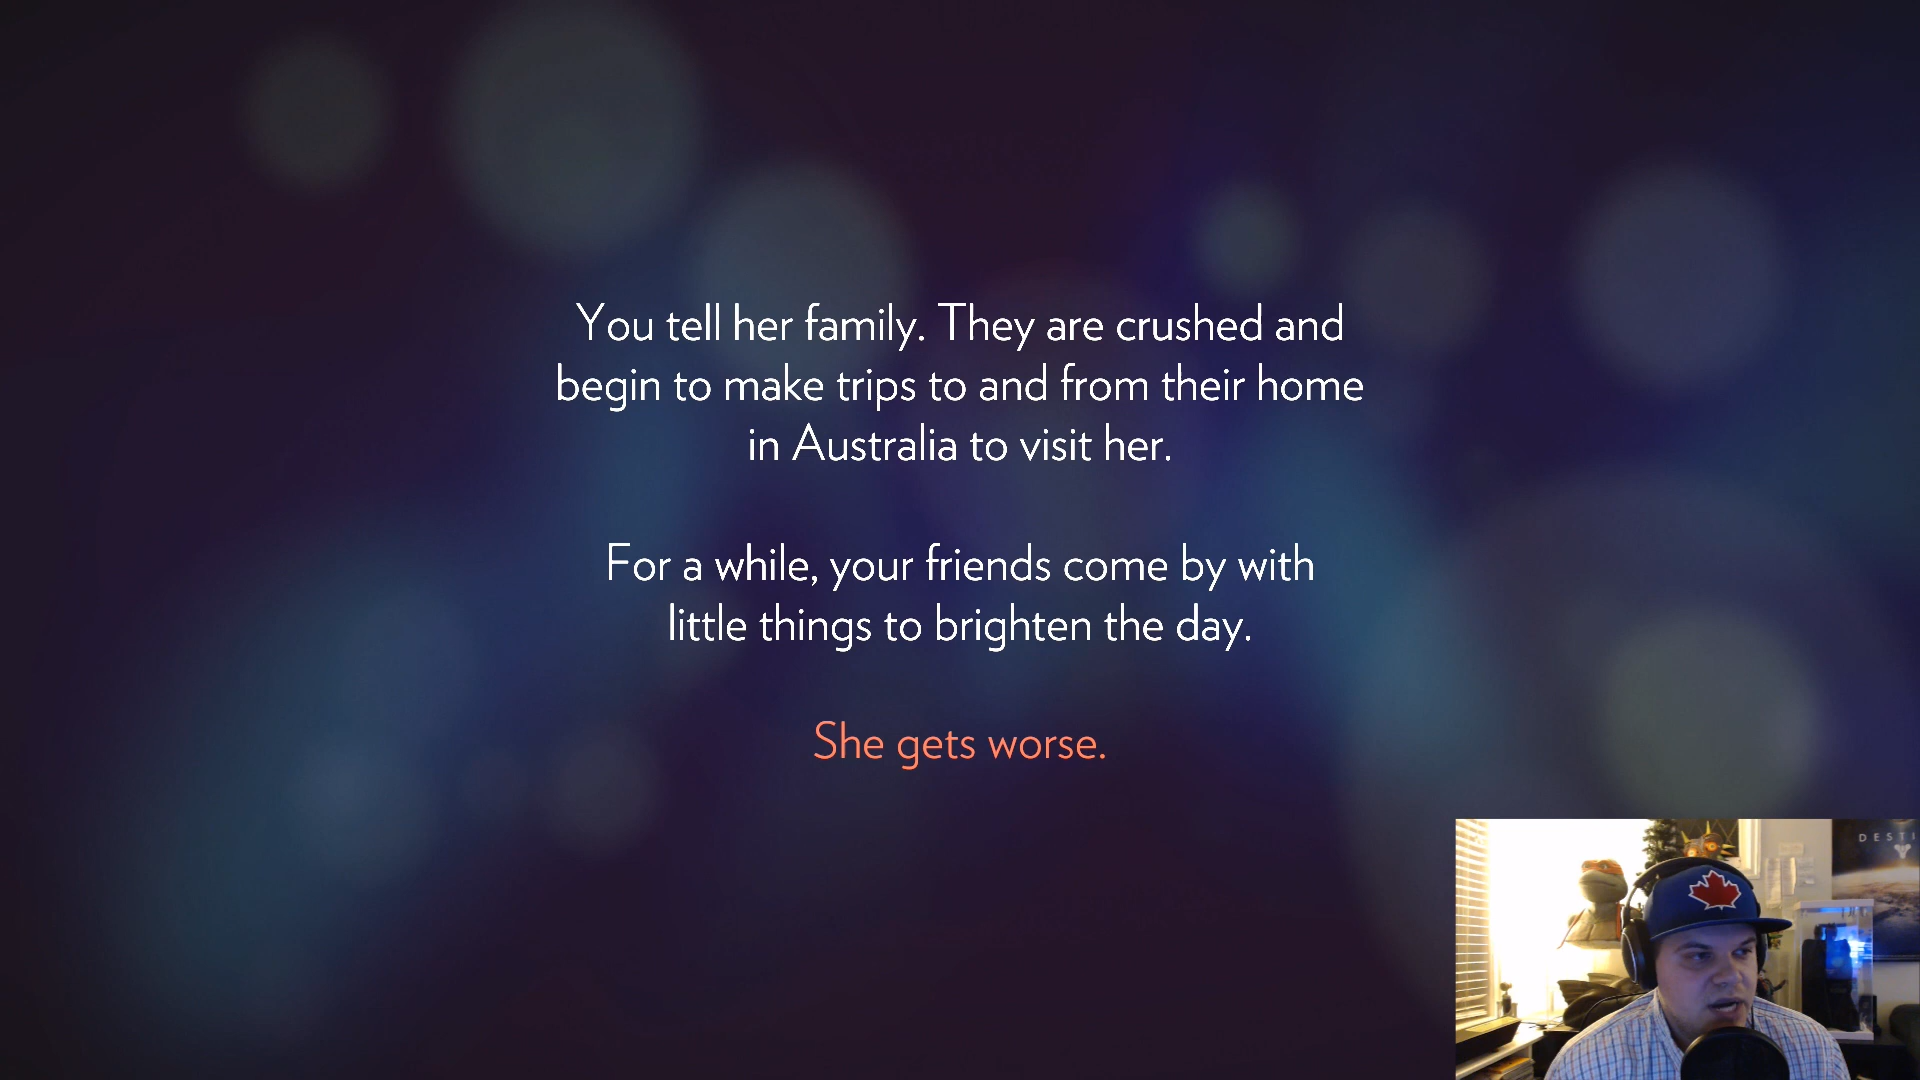 You tell her family. They are crushed and
begin to make trips to and from their home
in Australia to visit her.
For a while, your friends come by with
little things to brighten the day.
She gets worse.
DESTI